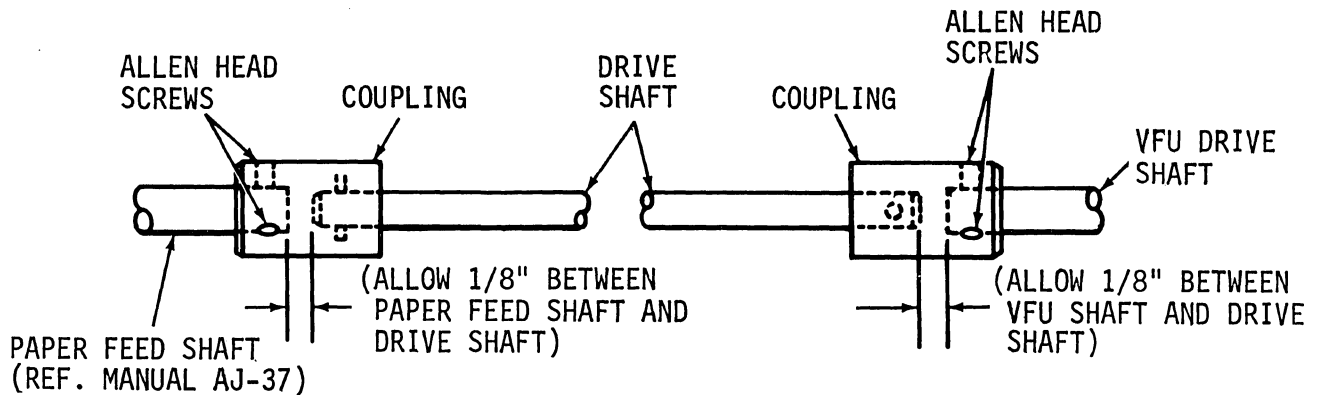 ALLEN HEAD
SCREWS
COUPLING
DRIVE
SHAFT
COUPLING
ALLEN HEAD
SCREWS
VFU DRIVE
SHAFT
(ALLOW 1/8" BETWEEN
PAPER FEED SHAFT AND
DRIVE SHAFT)
(ALLOW 1/8" BETWEEN
VFU SHAFT AND DRIVE
SHAFT)
PAPER FEED SHAFT
(REF. MANUAL AJ-37)